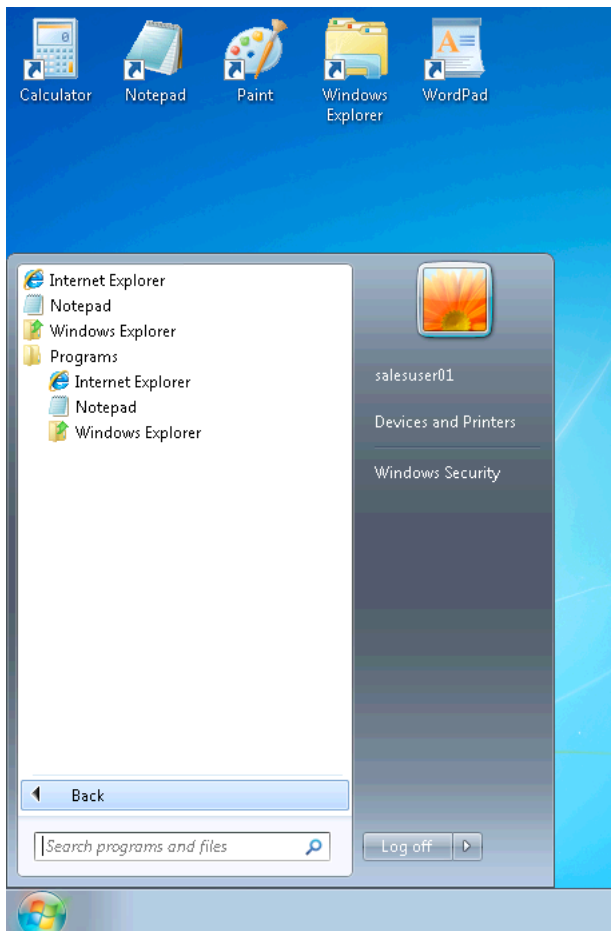 Calculator
Notepad
Paint
Windows
Explorer
WordPad
Internet Explorer
Notepad
Windows Explorer
Programs
Internet Explorer
Notepad
Windows Explorer
Back
Search programs and files
salesuser01
Devices and Printers
Windows Security
Log off